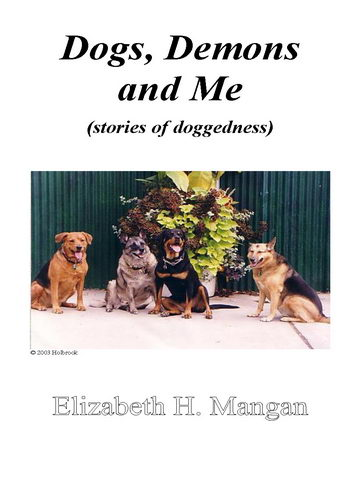 Dogs, Demons
and Me
(stories of doggedness)
© 2003 Holbrook
Elizabeth H. Mangan